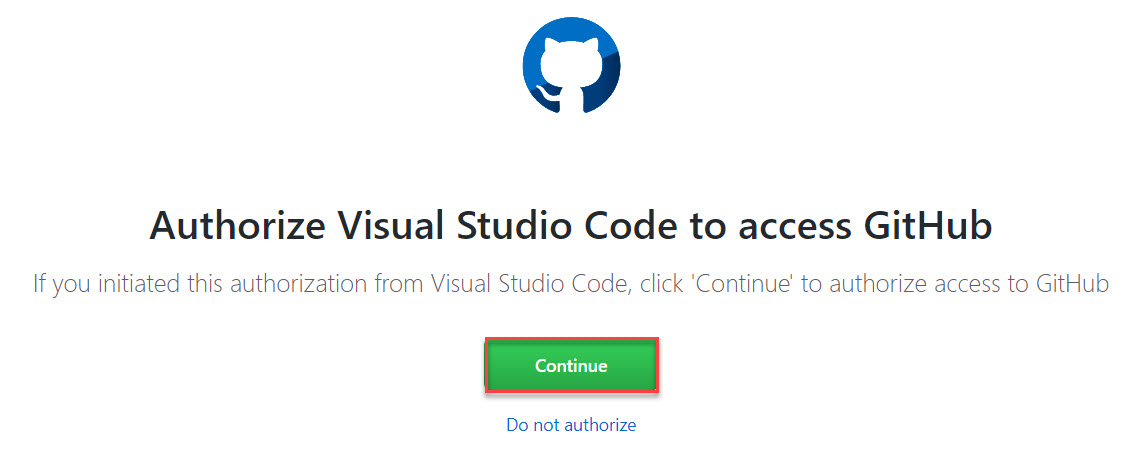 Authorize Visual Studio Code to access GitHub
If you initiated this authorization from Visual Studio Code, click 'Continue' to authorize access to GitHub
Continue
Do not authorize